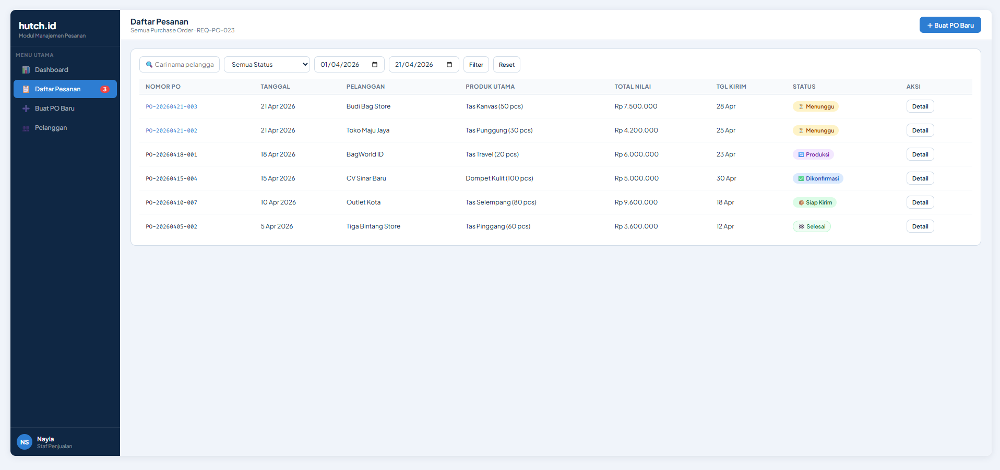 hutch.id
Modul Manajemen Pesanan
MENU UTAMA
Dashboard
Daftar Pesanan 3
Buat PO Baru
Pelanggan
NS
Nayla
Staf Penjualan
Daftar Pesanan
Semua Purchase Order · REQ-PO-023
+ Buat PO Baru
Cari nama pelangga Semua Status 01/04/2026 21/04/2026 Filter Reset
NOMOR PO TANGGAL PELANGGAN PRODUK UTAMA TOTAL NILAI TGL KIRIM STATUS AKSI
PO-20260421-003 21 Apr 2026 Budi Bag Store Tas Kanvas (50 pcs) Rp 7.500.000 28 Apr Menunggu Detail
PO-20260421-002 21 Apr 2026 Toko Maju Jaya Tas Punggung (30 pcs) Rp 4.200.000 25 Apr Menunggu Detail
PO-20260418-001 18 Apr 2026 BagWorld ID Tas Travel (20 pcs) Rp 6.000.000 23 Apr Produksi Detail
PO-20260415-004 15 Apr 2026 CV Sinar Baru Dompet Kulit (100 pcs) Rp 5.000.000 30 Apr Dikonfirmasi Detail
PO-20260410-007 10 Apr 2026 Outlet Kota Tas Selempang (80 pcs) Rp 9.600.000 18 Apr Siap Kirim Detail
PO-20260405-002 5 Apr 2026 Tiga Bintang Store Tas Pinggang (60 pcs) Rp 3.600.000 12 Apr Selesai Detail